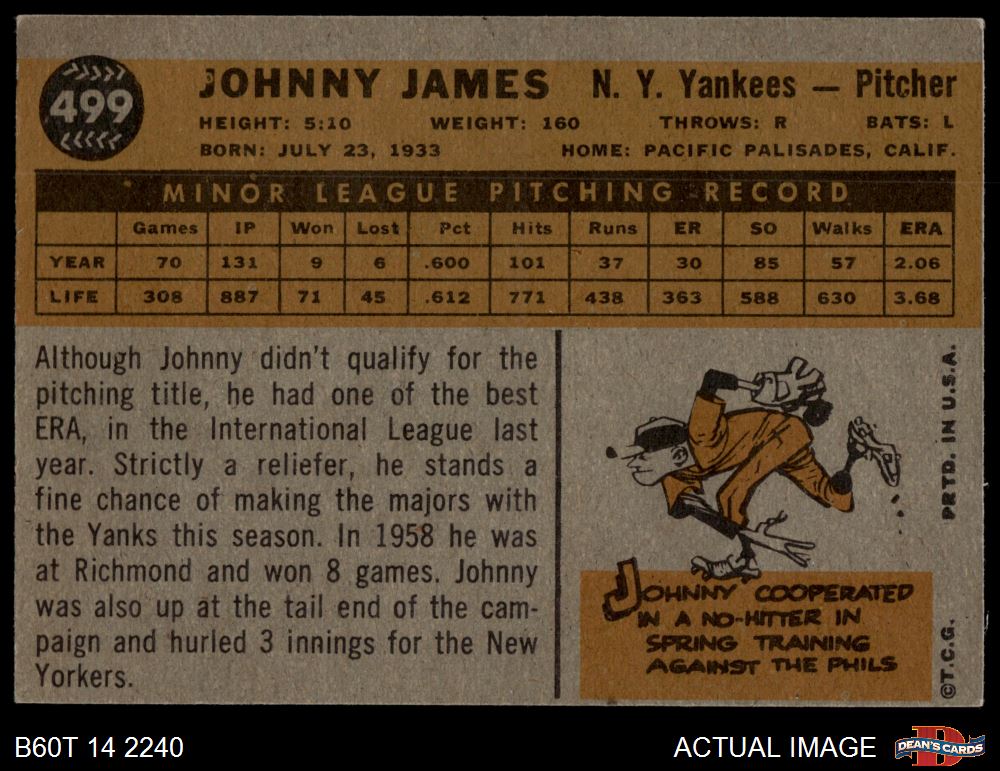 499
JOHNNY JAMES N. Y. Yankees — Pitcher
HEIGHT: 5:10 WEIGHT: 160 THROWS: R BATS: L
BORN: JULY 23, 1933 HOME: PACIFIC PALISADES, CALIF.
MINOR LEAGUE PITCHING RECORD
Games IP Won Lost Pct Hits Runs ER SO Walks ERA
YEAR 70 131 9 6 .600 101 37 30 85 57 2.06
LIFE 308 887 71 45 .612 771 438 363 588 630 3.68
Although Johnny didn't qualify for the
pitching title, he had one of the best
ERA, in the International League last
year. Strictly a reliefer, he stands a
fine chance of making the majors with
the Yanks this season. In 1958 he was
at Richmond and won 8 games. Johnny
was also up at the tail end of the cam-
paign and hurled 3 innings for the New
Yorkers.
JOHNNY COOPERATED
IN A NO-HITTER IN
SPRING TRAINING
AGAINST THE PHILS
©T.C.G. PRTD. IN U.S.A.
B60T 14 2240
ACTUAL IMAGE
DEAN'S CARDS